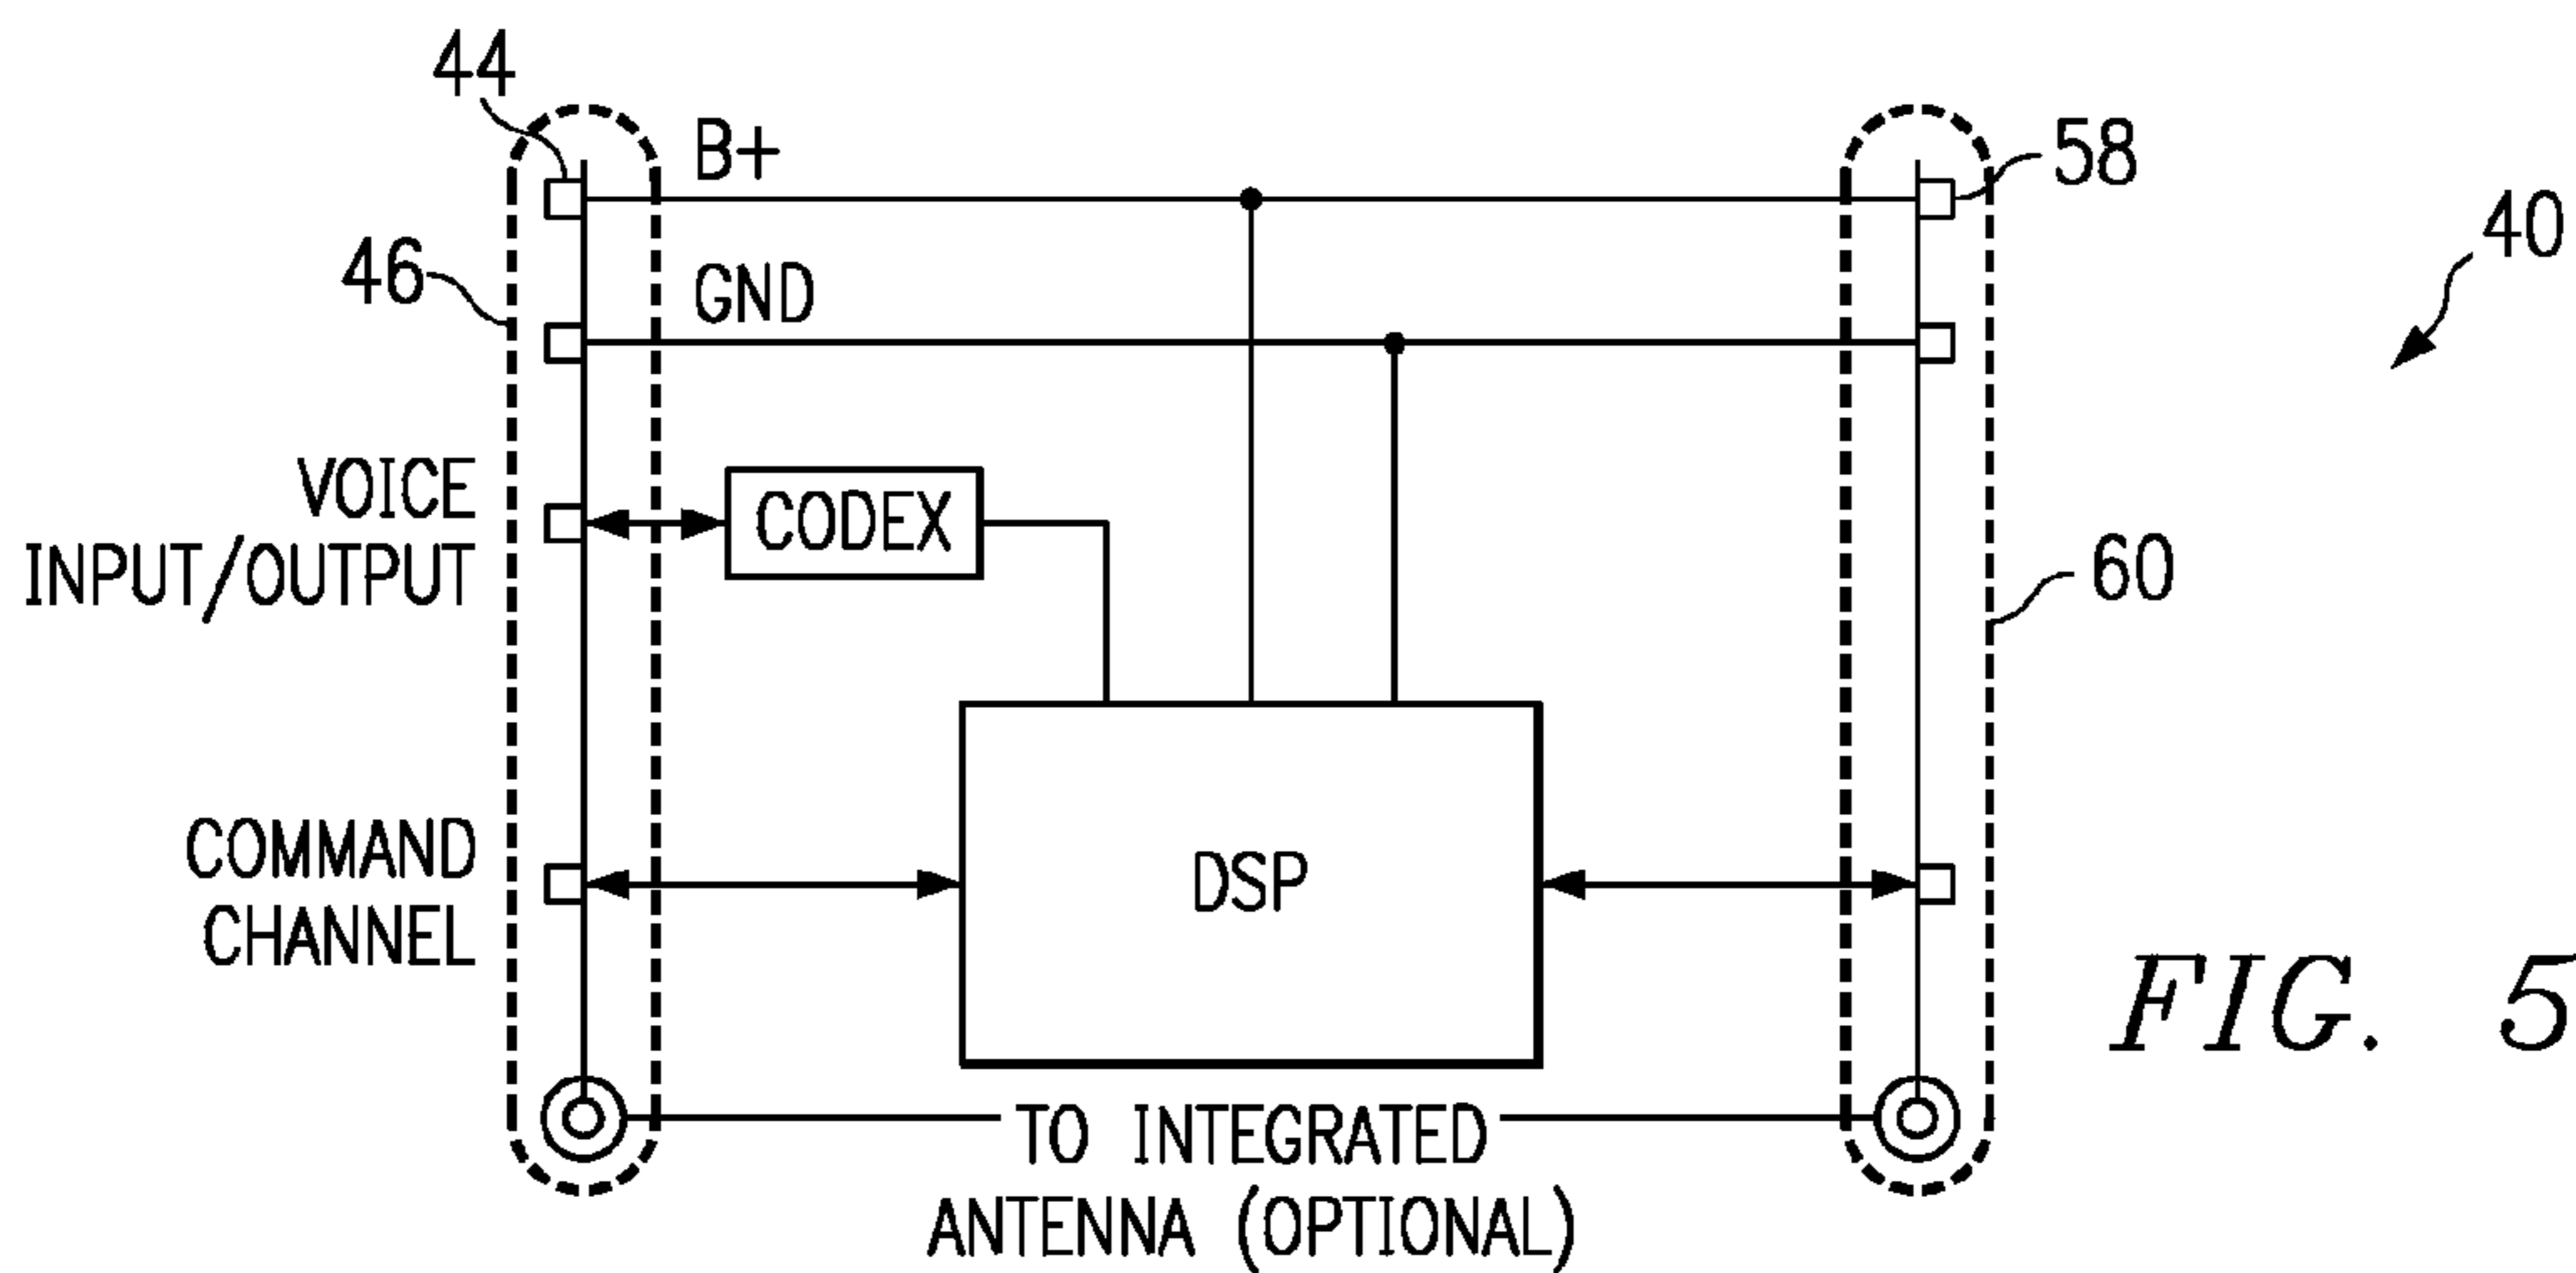 44
B+
58
40
46
GND
VOICE
INPUT/OUTPUT
CODEX
60
COMMAND
CHANNEL
DSP
FIG. 5
TO INTEGRATED
ANTENNA (OPTIONAL)